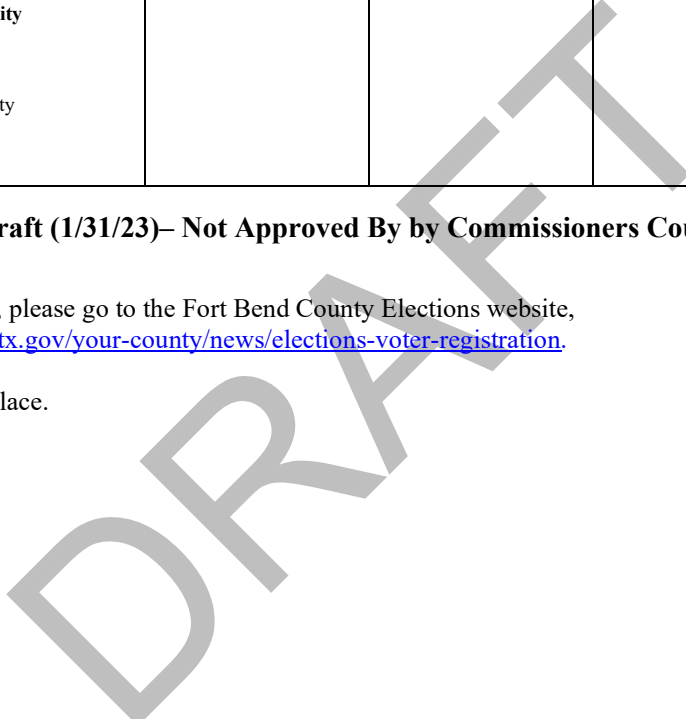 ity
ty
raft (1/31/23)– Not Approved By by Commissioners Cou
, please go to the Fort Bend County Elections website,
tx.gov/your-county/news/elections-voter-registration.
lace.
DRAFT